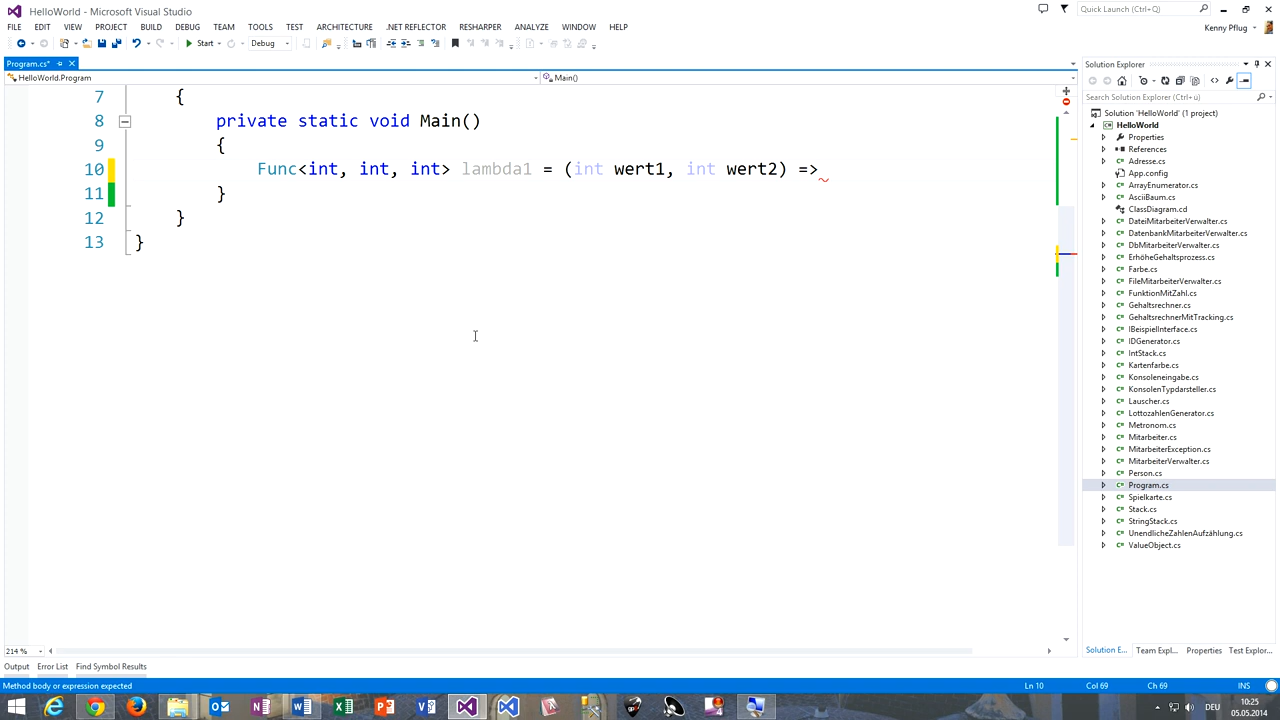 HelloWorld - Microsoft Visual Studio
Quick Launch (Ctrl+Q)
FILE EDIT VIEW PROJECT BUILD DEBUG TEAM TOOLS TEST ARCHITECTURE .NET REFLECTOR RESHARPER ANALYZE WINDOW HELP
Kenny Pflug
Start Debug
Program.cs*
HelloWorld.Program
Main()
7 {
8 private static void Main()
9 {
10 Func<int, int, int> lambda1 = (int wert1, int wert2) =>
11 }
12 }
13 }
Solution Explorer
Search Solution Explorer (Ctrl+ü)
Solution 'HelloWorld' (1 project)
HelloWorld
Properties
References
Adresse.cs
App.config
ArrayEnumerator.cs
AsciiBaum.cs
ClassDiagram.cd
DateiMitarbeiterVerwalter.cs
DatenbankMitarbeiterVerwalter.cs
DbMitarbeiterVerwalter.cs
ErhöheGehaltsprozess.cs
Farbe.cs
FileMitarbeiterVerwalter.cs
FunktionMitZahl.cs
Gehaltsrechner.cs
GehaltsrechnerMitTracking.cs
IBeispielInterface.cs
IDGenerator.cs
IntStack.cs
Kartenfarbe.cs
Konsoleneingabe.cs
KonsolenTypdarsteller.cs
Lauscher.cs
LottozahlenGenerator.cs
Metronom.cs
Mitarbeiter.cs
MitarbeiterException.cs
MitarbeiterVerwalter.cs
Person.cs
Program.cs
Spielkarte.cs
Stack.cs
StringStack.cs
UnendlicheZahlenAufzählung.cs
ValueObject.cs
214 %
Solution E... Team Expl... Properties Test Explor...
Output Error List Find Symbol Results
Method body or expression expected
Ln 10 Col 69 Ch 69 INS
10:25
05.05.2014